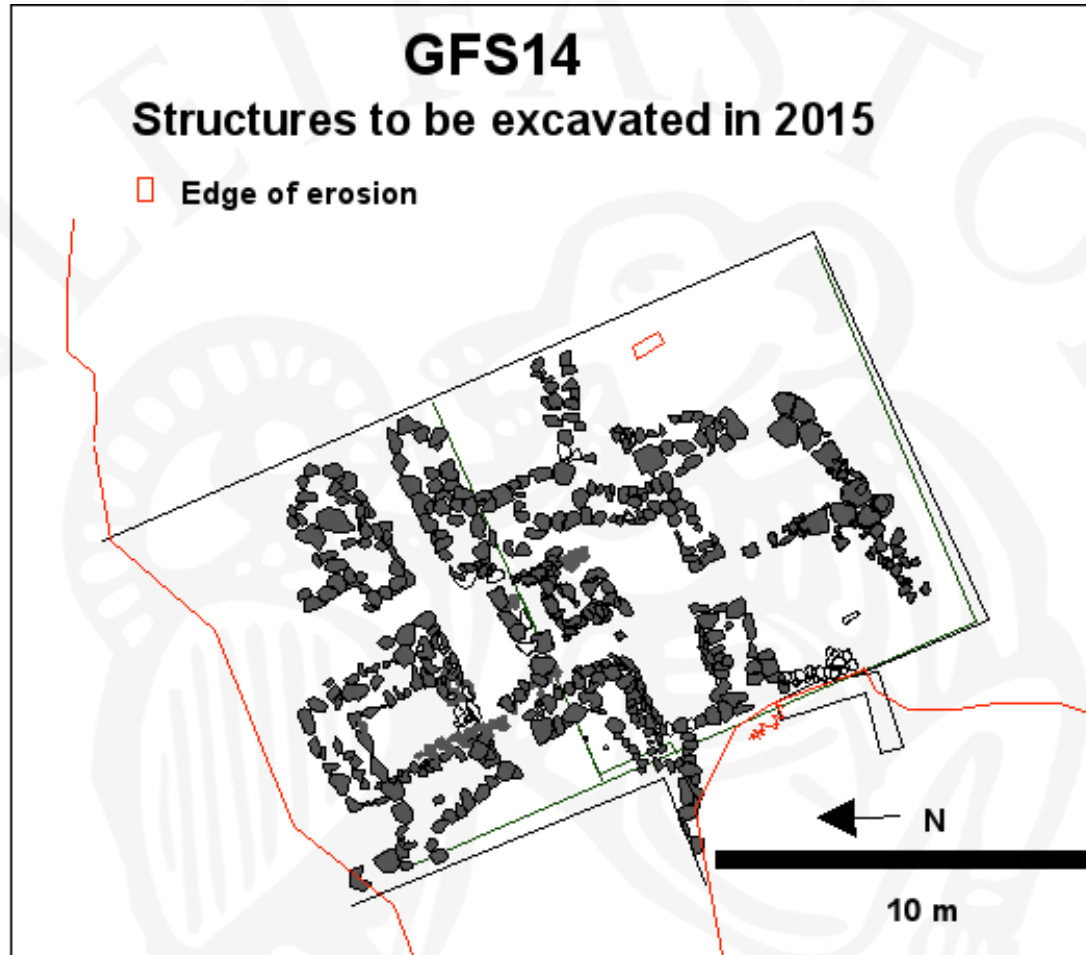 GFS14
Structures to be excavated in 2015
Edge of erosion
N
10 m